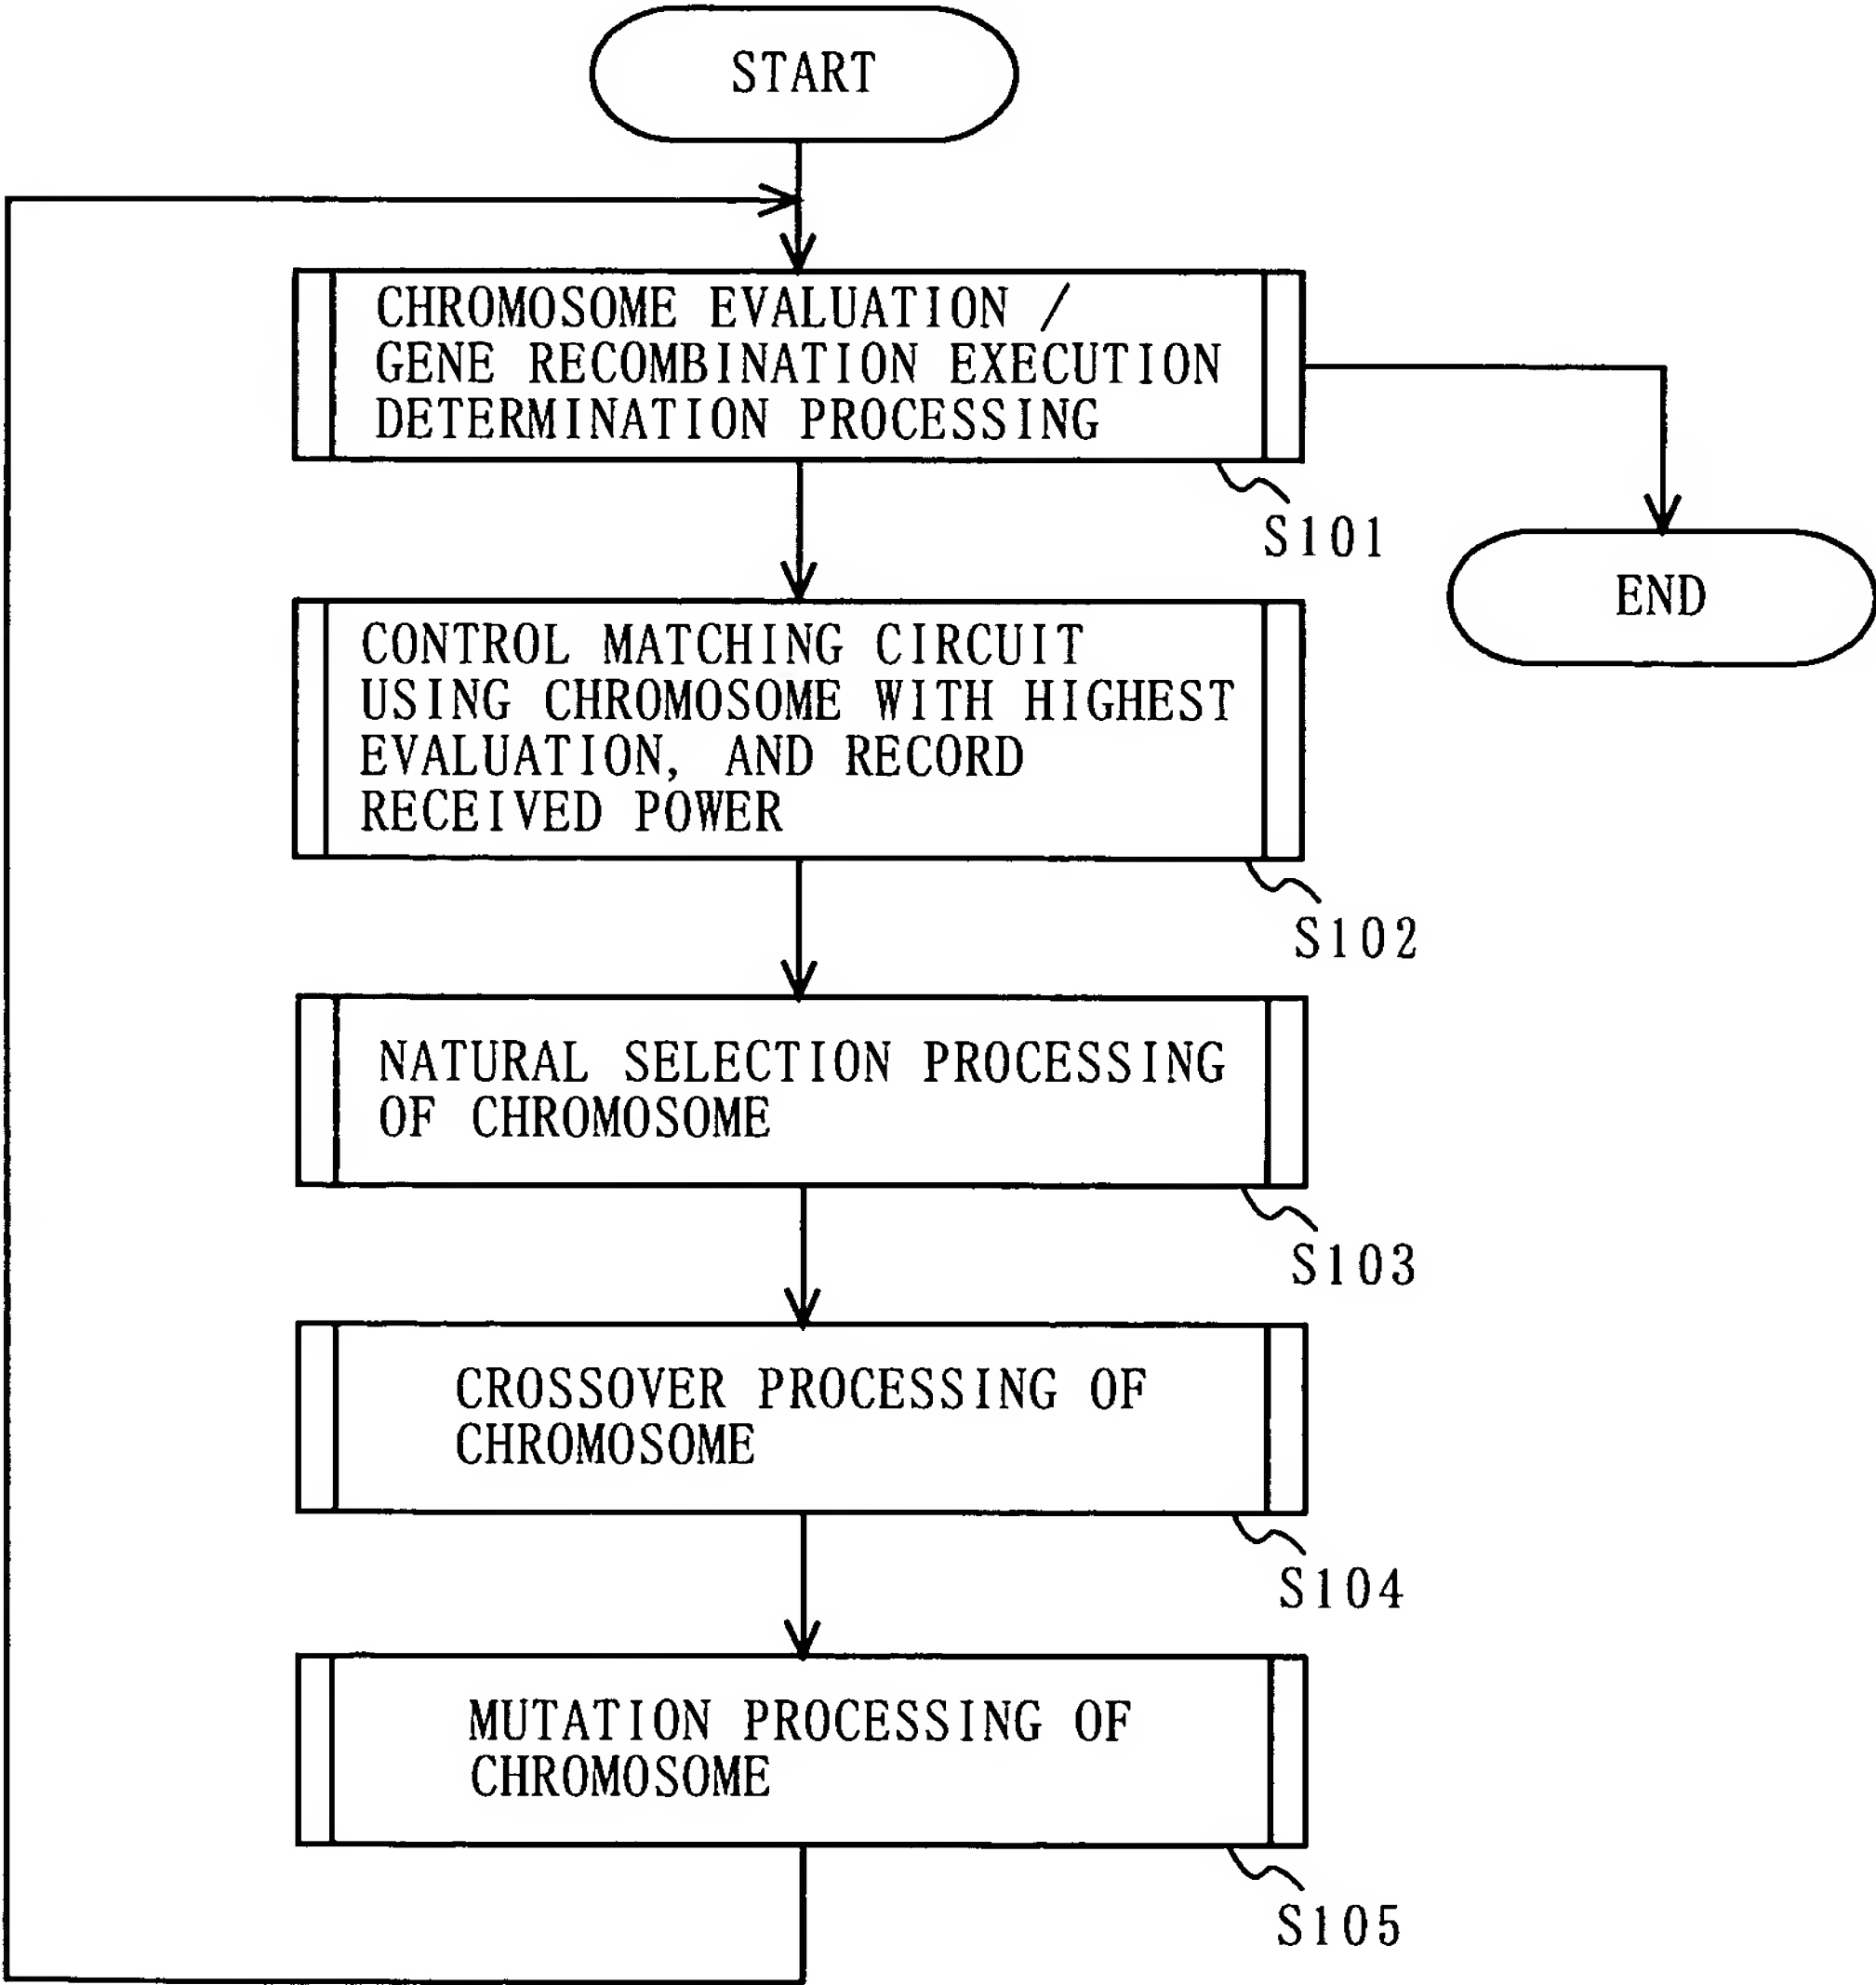 START
CHROMOSOME EVALUATION /
GENE RECOMBINATION EXECUTION
DETERMINATION PROCESSING
S101
END
CONTROL MATCHING CIRCUIT
USING CHROMOSOME WITH HIGHEST
EVALUATION, AND RECORD
RECEIVED POWER
S102
NATURAL SELECTION PROCESSING
OF CHROMOSOME
S103
CROSSOVER PROCESSING OF
CHROMOSOME
S104
MUTATION PROCESSING OF
CHROMOSOME
S105